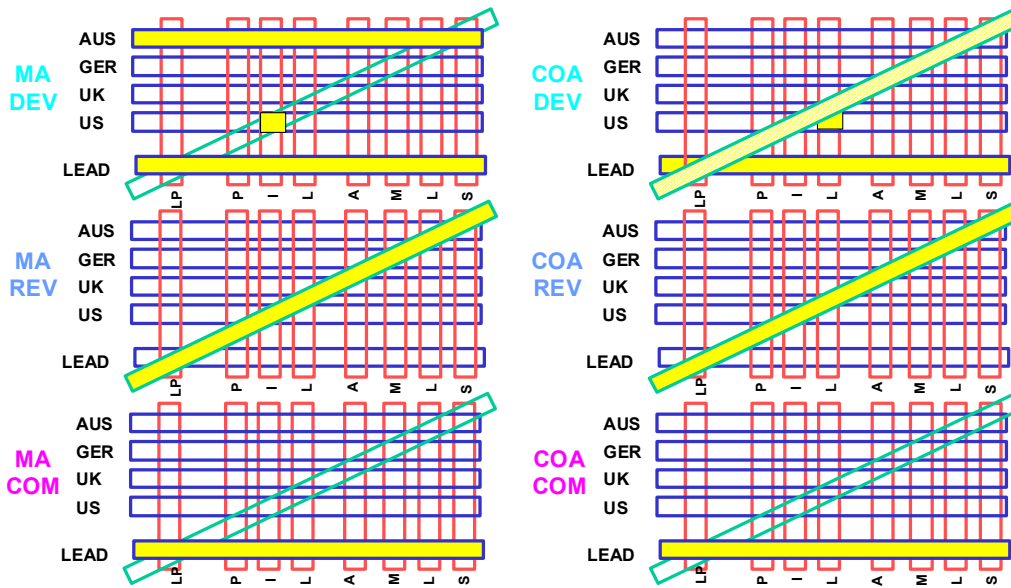 AUS
MA
DEV
GER
UK
US
LEAD
LP P I L A M L S
AUS
COA
DEV
GER
UK
US
LEAD
LP P I L A M L S
AUS
MA
REV
GER
UK
US
LEAD
LP P I L A M L S
AUS
COA
REV
GER
UK
US
LEAD
LP P I L A M L S
AUS
MA
COM
GER
UK
US
LEAD
LP P I L A M L S
AUS
COA
COM
GER
UK
US
LEAD
LP P I L A M L S